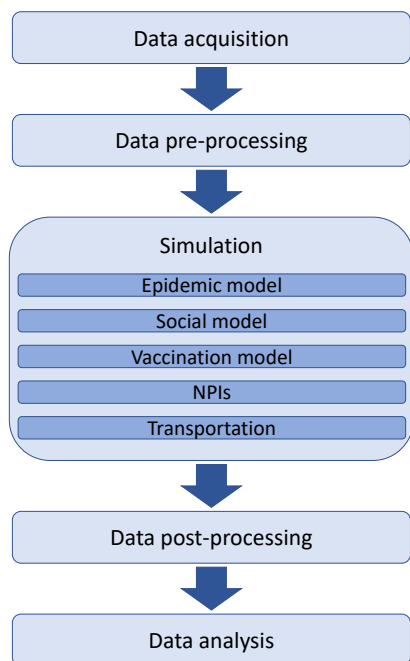 Data acquisition
Data pre-processing
Simulation
Epidemic model
Social model
Vaccination model
NPIs
Transportation
Data post-processing
Data analysis